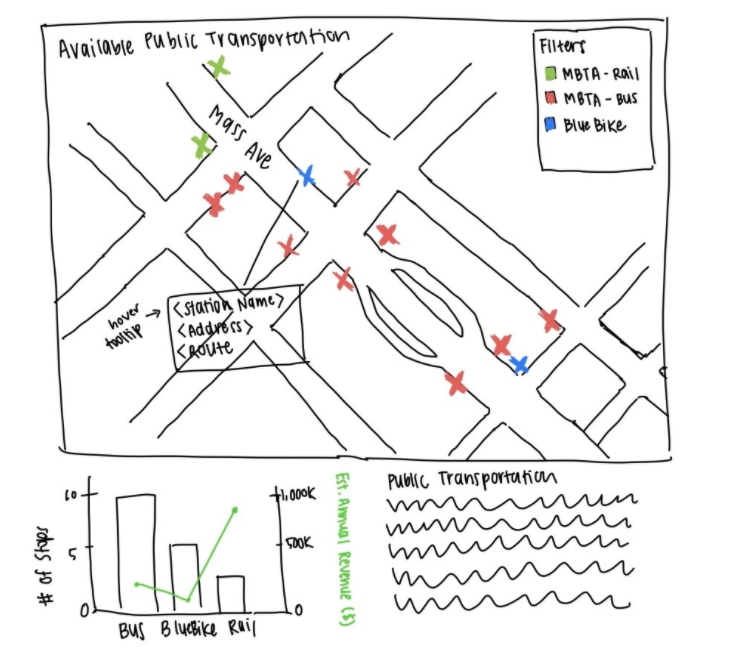 Available Public Transportation
Filters
MBTA-Rail
MBTA-Bus
Blue Bike
Mass Ave
hover tooltip →
<Station Name>
<Address>
<Route
# of Stops
10
5
0
Bus BlueBike Rail
1,000K
500K
0
Est. Annual Revenue ($)
Public Transportation